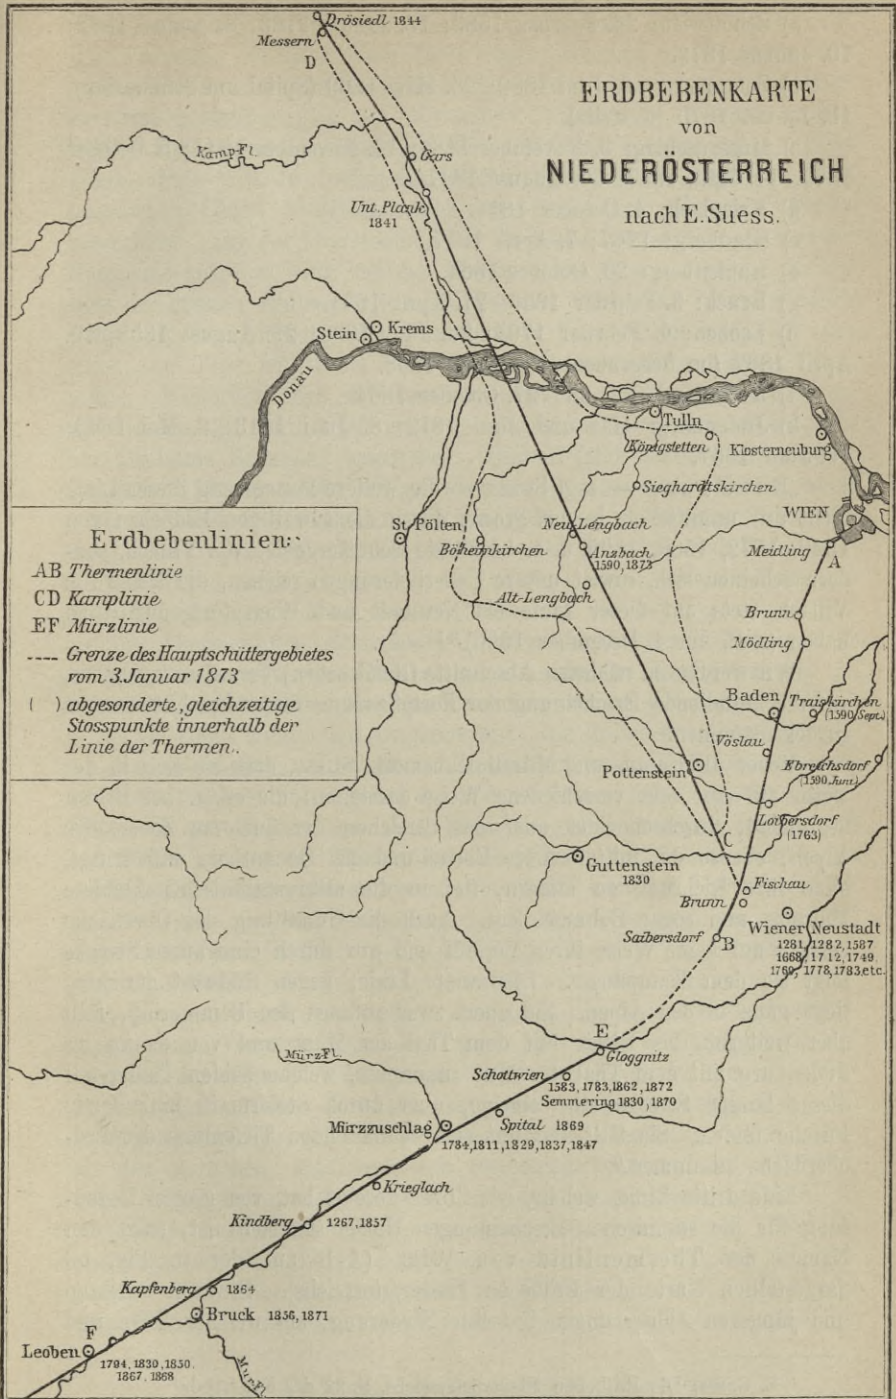 ERDBEBENKARTE
von
NIEDERÖSTERREICH
nach E. Suess.
Drösiedl 1844
Messern
D
Kamp-Fl.
Gars
Unt. Plank
1841
Krems
Stein
Donau
Tulln
Königstetten
Klosterneuburg
Sieghardtskirchen
WIEN
St. Pölten
Böheimkirchen
Neu-Lengbach
Anzbach
1590, 1873
Meidling
A
Alt-Lengbach
Brunn
Mödling
Erdbebenlinien:
AB Thermenlinie
CD Kamplinie
EF Mürzlinie
---- Grenze des Hauptschüttergebietes
vom 3. Januar 1873
( ) abgesonderte, gleichzeitige
Stosspunkte innerhalb der
Linie der Thermen.
Baden
Traiskirchen
(1590, Sept.)
Vöslau
Pottenstein
Ebreichsdorf
(1590, Juni)
Loibersdorf
(1763)
C
Guttenstein
1830
Fischau
Brunn
Wiener Neustadt
1281, 1282, 1587
1668, 1712, 1749.
1769, 1778, 1783. etc.
Saibersdorf
B
E
Gloggnitz
Mürz-Fl.
Schottwien
1583, 1783, 1862, 1872
Semmering 1830, 1870
Spital 1869
Mürzzuschlag
1784, 1811, 1829, 1837, 1847
Krieglach
Kindberg
1267, 1857
Kapfenberg
1864
Bruck 1856, 1871
F
Leoben
1794, 1830, 1850.
1867, 1868
Mur-Fl.